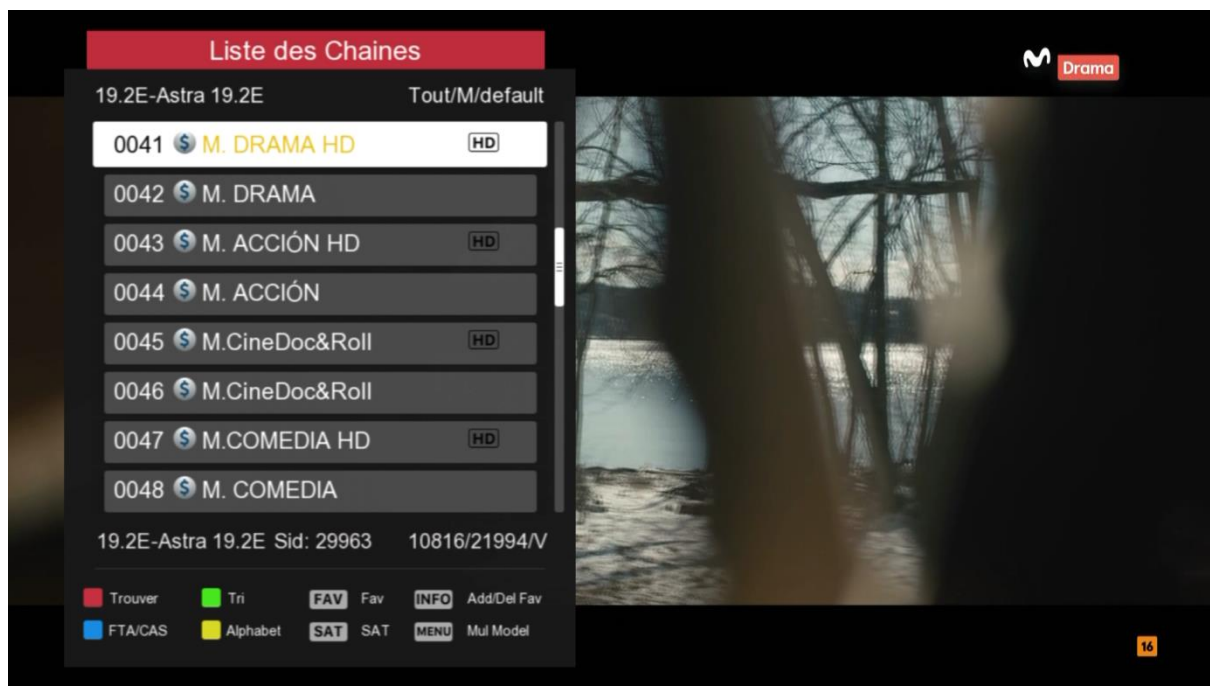 Liste des Chaines
19.2E-Astra 19.2E Tout/M/default
0041 $ M. DRAMA HD HD
0042 $ M. DRAMA
0043 $ M. ACCIÓN HD HD
0044 $ M. ACCIÓN
0045 $ M.CineDoc&Roll HD
0046 $ M.CineDoc&Roll
0047 $ M.COMEDIA HD HD
0048 $ M. COMEDIA
19.2E-Astra 19.2E Sid: 29963 10816/21994/V
Trouver Tri FAV Fav INFO Add/Del Fav
FTA/CAS Alphabet SAT SAT MENU Mul Model
M Drama
16